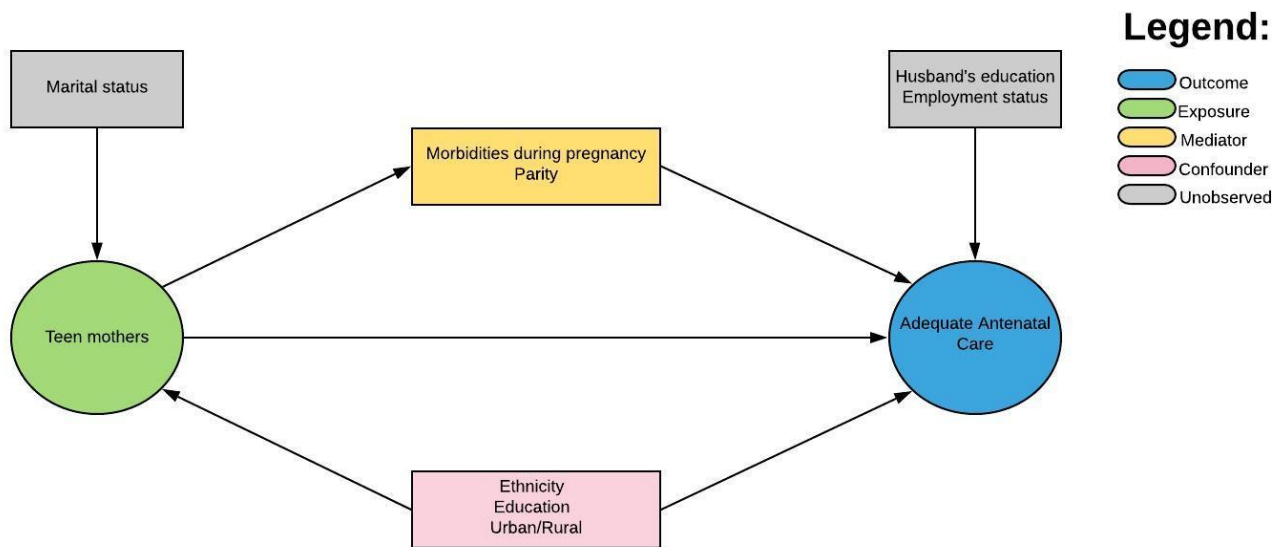 Marital status
Husband's education
Employment status
Morbidities during pregnancy
Parity
Teen mothers
Adequate Antenatal
Care
Ethnicity
Education
Urban/Rural
Legend:
Outcome
Exposure
Mediator
Confounder
Unobserved